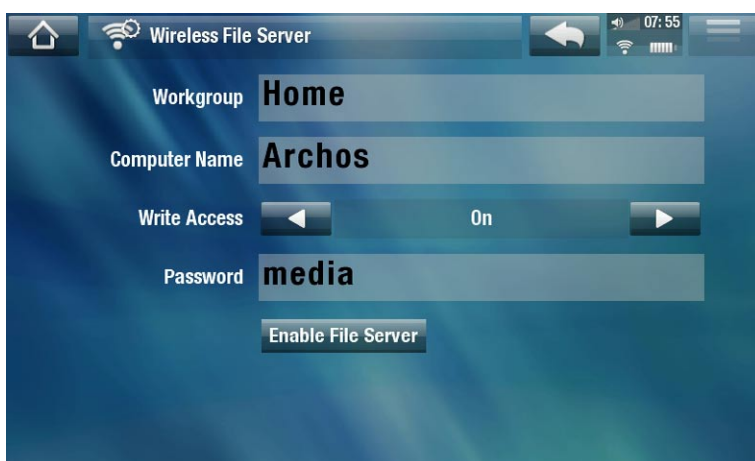 Wireless File Server 07:55
Workgroup Home
Computer Name Archos
Write Access On
Password media
Enable File Server